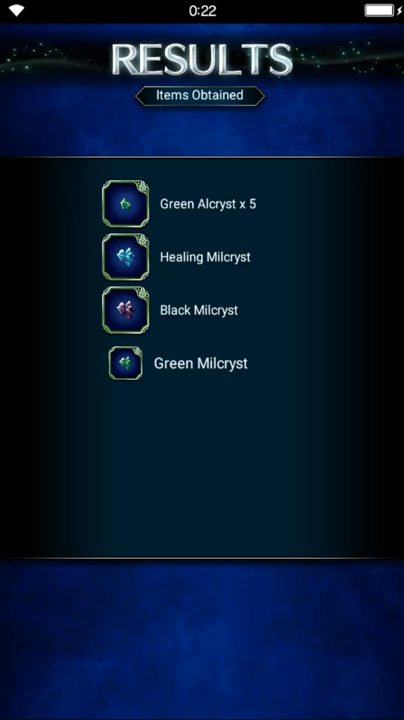 0:22
RESULTS
Items Obtained
Green Alcryst x 5
Healing Milcryst
Black Milcryst
Green Milcryst